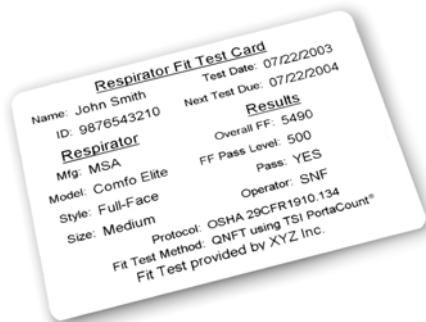 Respirator Fit Test Card
Name: John Smith
Test Date: 07/22/2003
ID: 9876543210
Next Test Due: 07/22/2004
Respirator
Results
Mfg: MSA
Overall FF: 5490
Model: Comfo Elite
FF Pass Level: 500
Style: Full-Face
Pass: YES
Size: Medium
Operator: SNF
Protocol: OSHA 29CFR1910.134
Fit Test Method: QNFT using TSI PortaCount®
Fit Test provided by XYZ Inc.